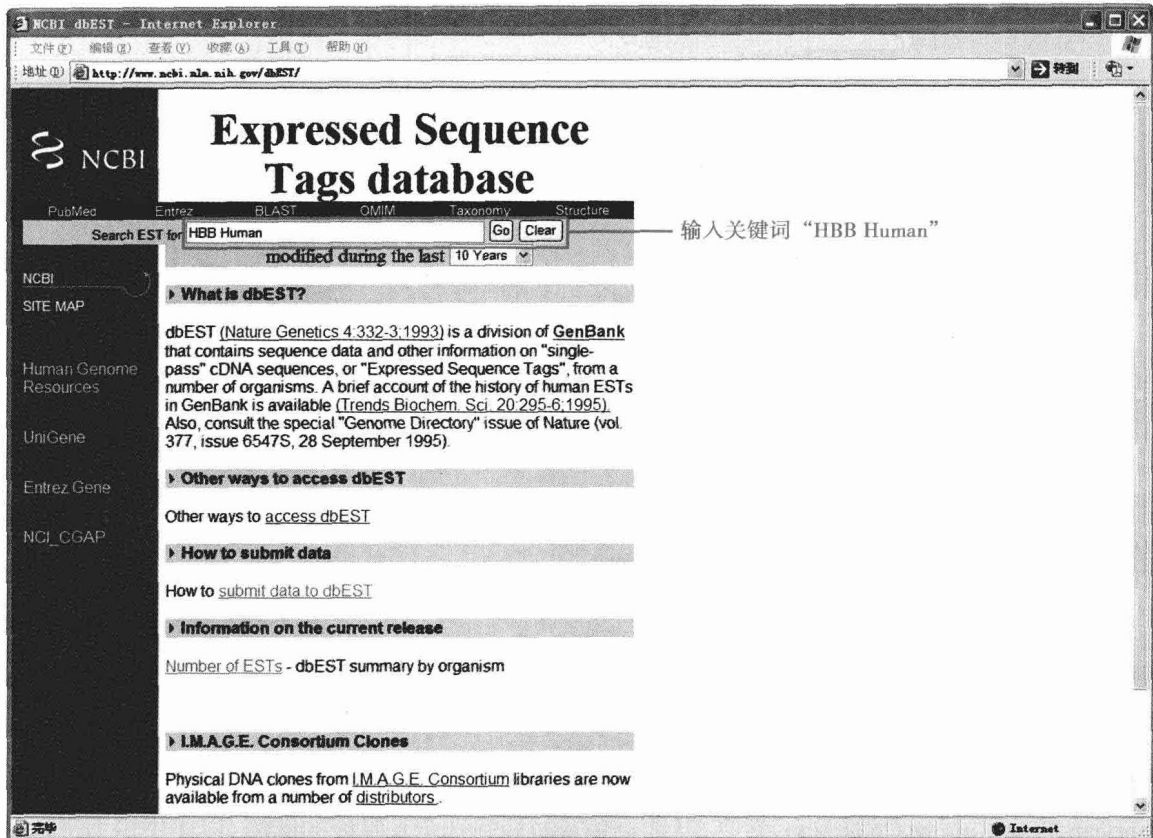 NCBI dbEST - Internet Explorer
文件(F) 编辑(E) 查看(V) 收藏(A) 工具(T) 帮助(H)
地址(D) http://www.ncbi.nlm.nih.gov/dbEST/ 转到
NCBI
Expressed Sequence
Tags database
PubMed Entrez BLAST OMIM Taxonomy Structure
Search EST for HBB Human Go Clear
输入关键词“HBB Human”
modified during the last 10 Years
NCBI
SITE MAP
Human Genome
Resources
UniGene
Entrez Gene
NCI_CGAP
What is dbEST?
dbEST (Nature Genetics 4:332-3;1993) is a division of GenBank
that contains sequence data and other information on "single-
pass" cDNA sequences, or "Expressed Sequence Tags", from a
number of organisms. A brief account of the history of human ESTs
in GenBank is available (Trends Biochem. Sci. 20:295-6;1995).
Also, consult the special "Genome Directory" issue of Nature (vol.
377, issue 6547S, 28 September 1995).
Other ways to access dbEST
Other ways to access dbEST
How to submit data
How to submit data to dbEST
Information on the current release
Number of ESTs - dbEST summary by organism
I.M.A.G.E. Consortium Clones
Physical DNA clones from I.M.A.G.E. Consortium libraries are now
available from a number of distributors .
完毕 Internet